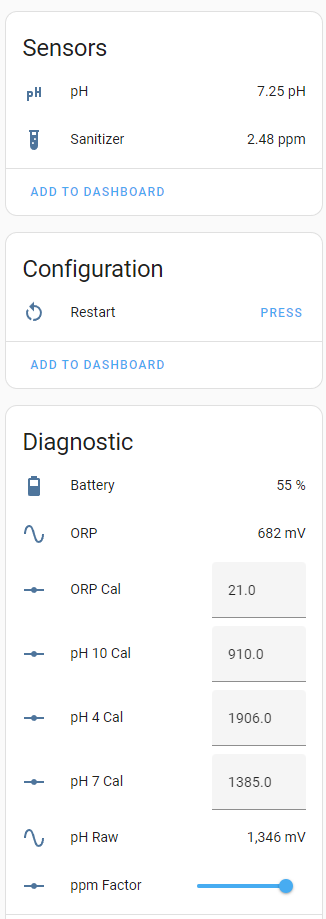 Sensors
pH pH 7.25 pH
Sanitizer 2.48 ppm
ADD TO DASHBOARD
Configuration
Restart PRESS
ADD TO DASHBOARD
Diagnostic
Battery 55 %
ORP 682 mV
ORP Cal 21.0
pH 10 Cal 910.0
pH 4 Cal 1906.0
pH 7 Cal 1385.0
pH Raw 1,346 mV
ppm Factor